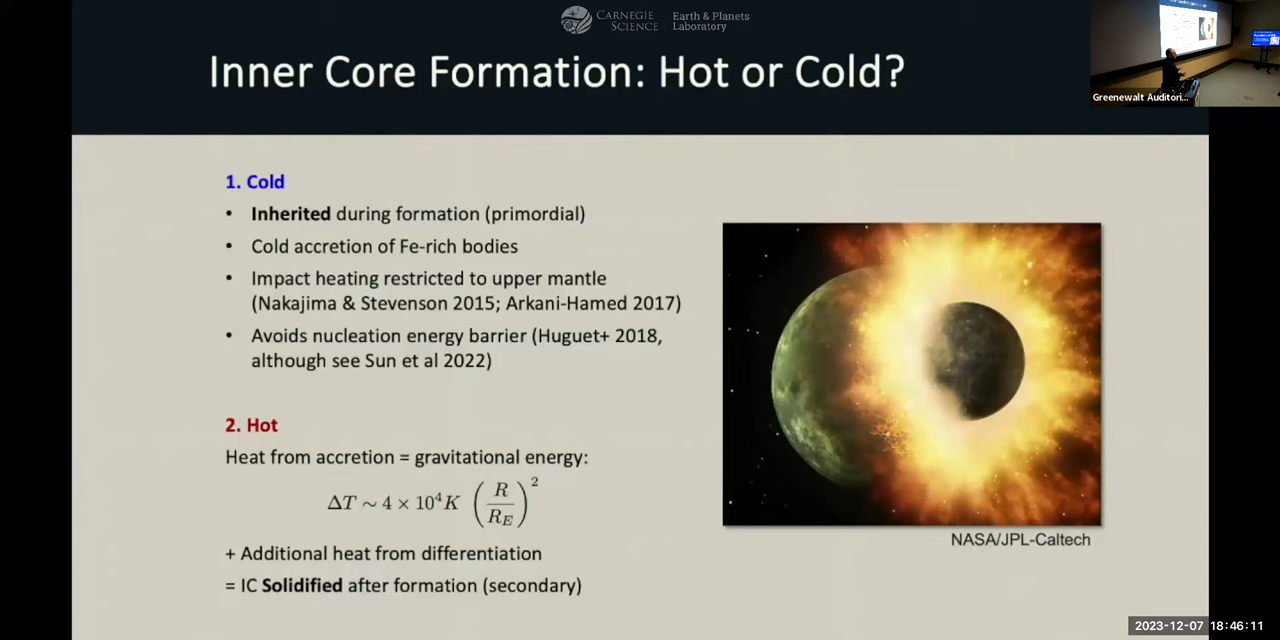 CARNEGIE
SCIENCE
Earth & Planets
Laboratory
Inner Core Formation: Hot or Cold?
Greenewalt Auditori...
1. Cold
• Inherited during formation (primordial)
• Cold accretion of Fe-rich bodies
• Impact heating restricted to upper mantle
(Nakajima & Stevenson 2015; Arkani-Hamed 2017)
• Avoids nucleation energy barrier (Huguet+ 2018,
although see Sun et al 2022)
2. Hot
Heat from accretion = gravitational energy:
ΔT ∼ 4 × 10⁴K (R/R_E)²
+ Additional heat from differentiation
= IC Solidified after formation (secondary)
NASA/JPL-Caltech
2023-12-07 18:46:11